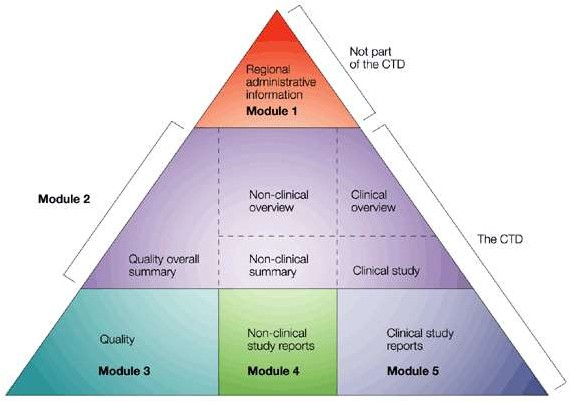 Regional
administrative
information
Module 1
Not part
of the CTD
Module 2
Non-clinical
overview
Clinical
overview
The CTD
Quality overall
summary
Non-clinical
summary
Clinical study
Quality
Module 3
Non-clinical
study reports
Module 4
Clinical study
reports
Module 5